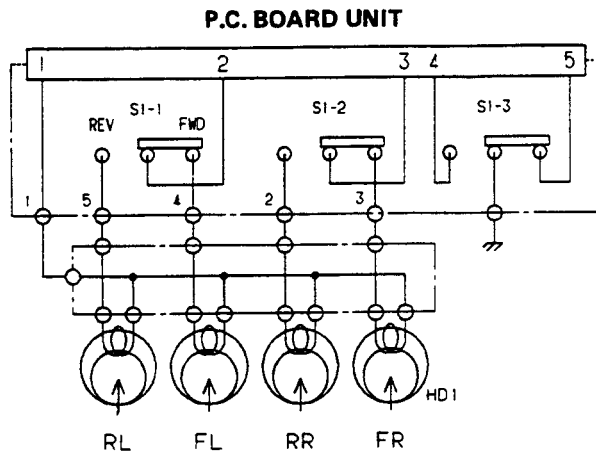 P.C. BOARD UNIT
1 2 3 4 5
S1-1 S1-2 S1-3
REV FWD
1 5 4 2 3
HD1
RL FL RR FR